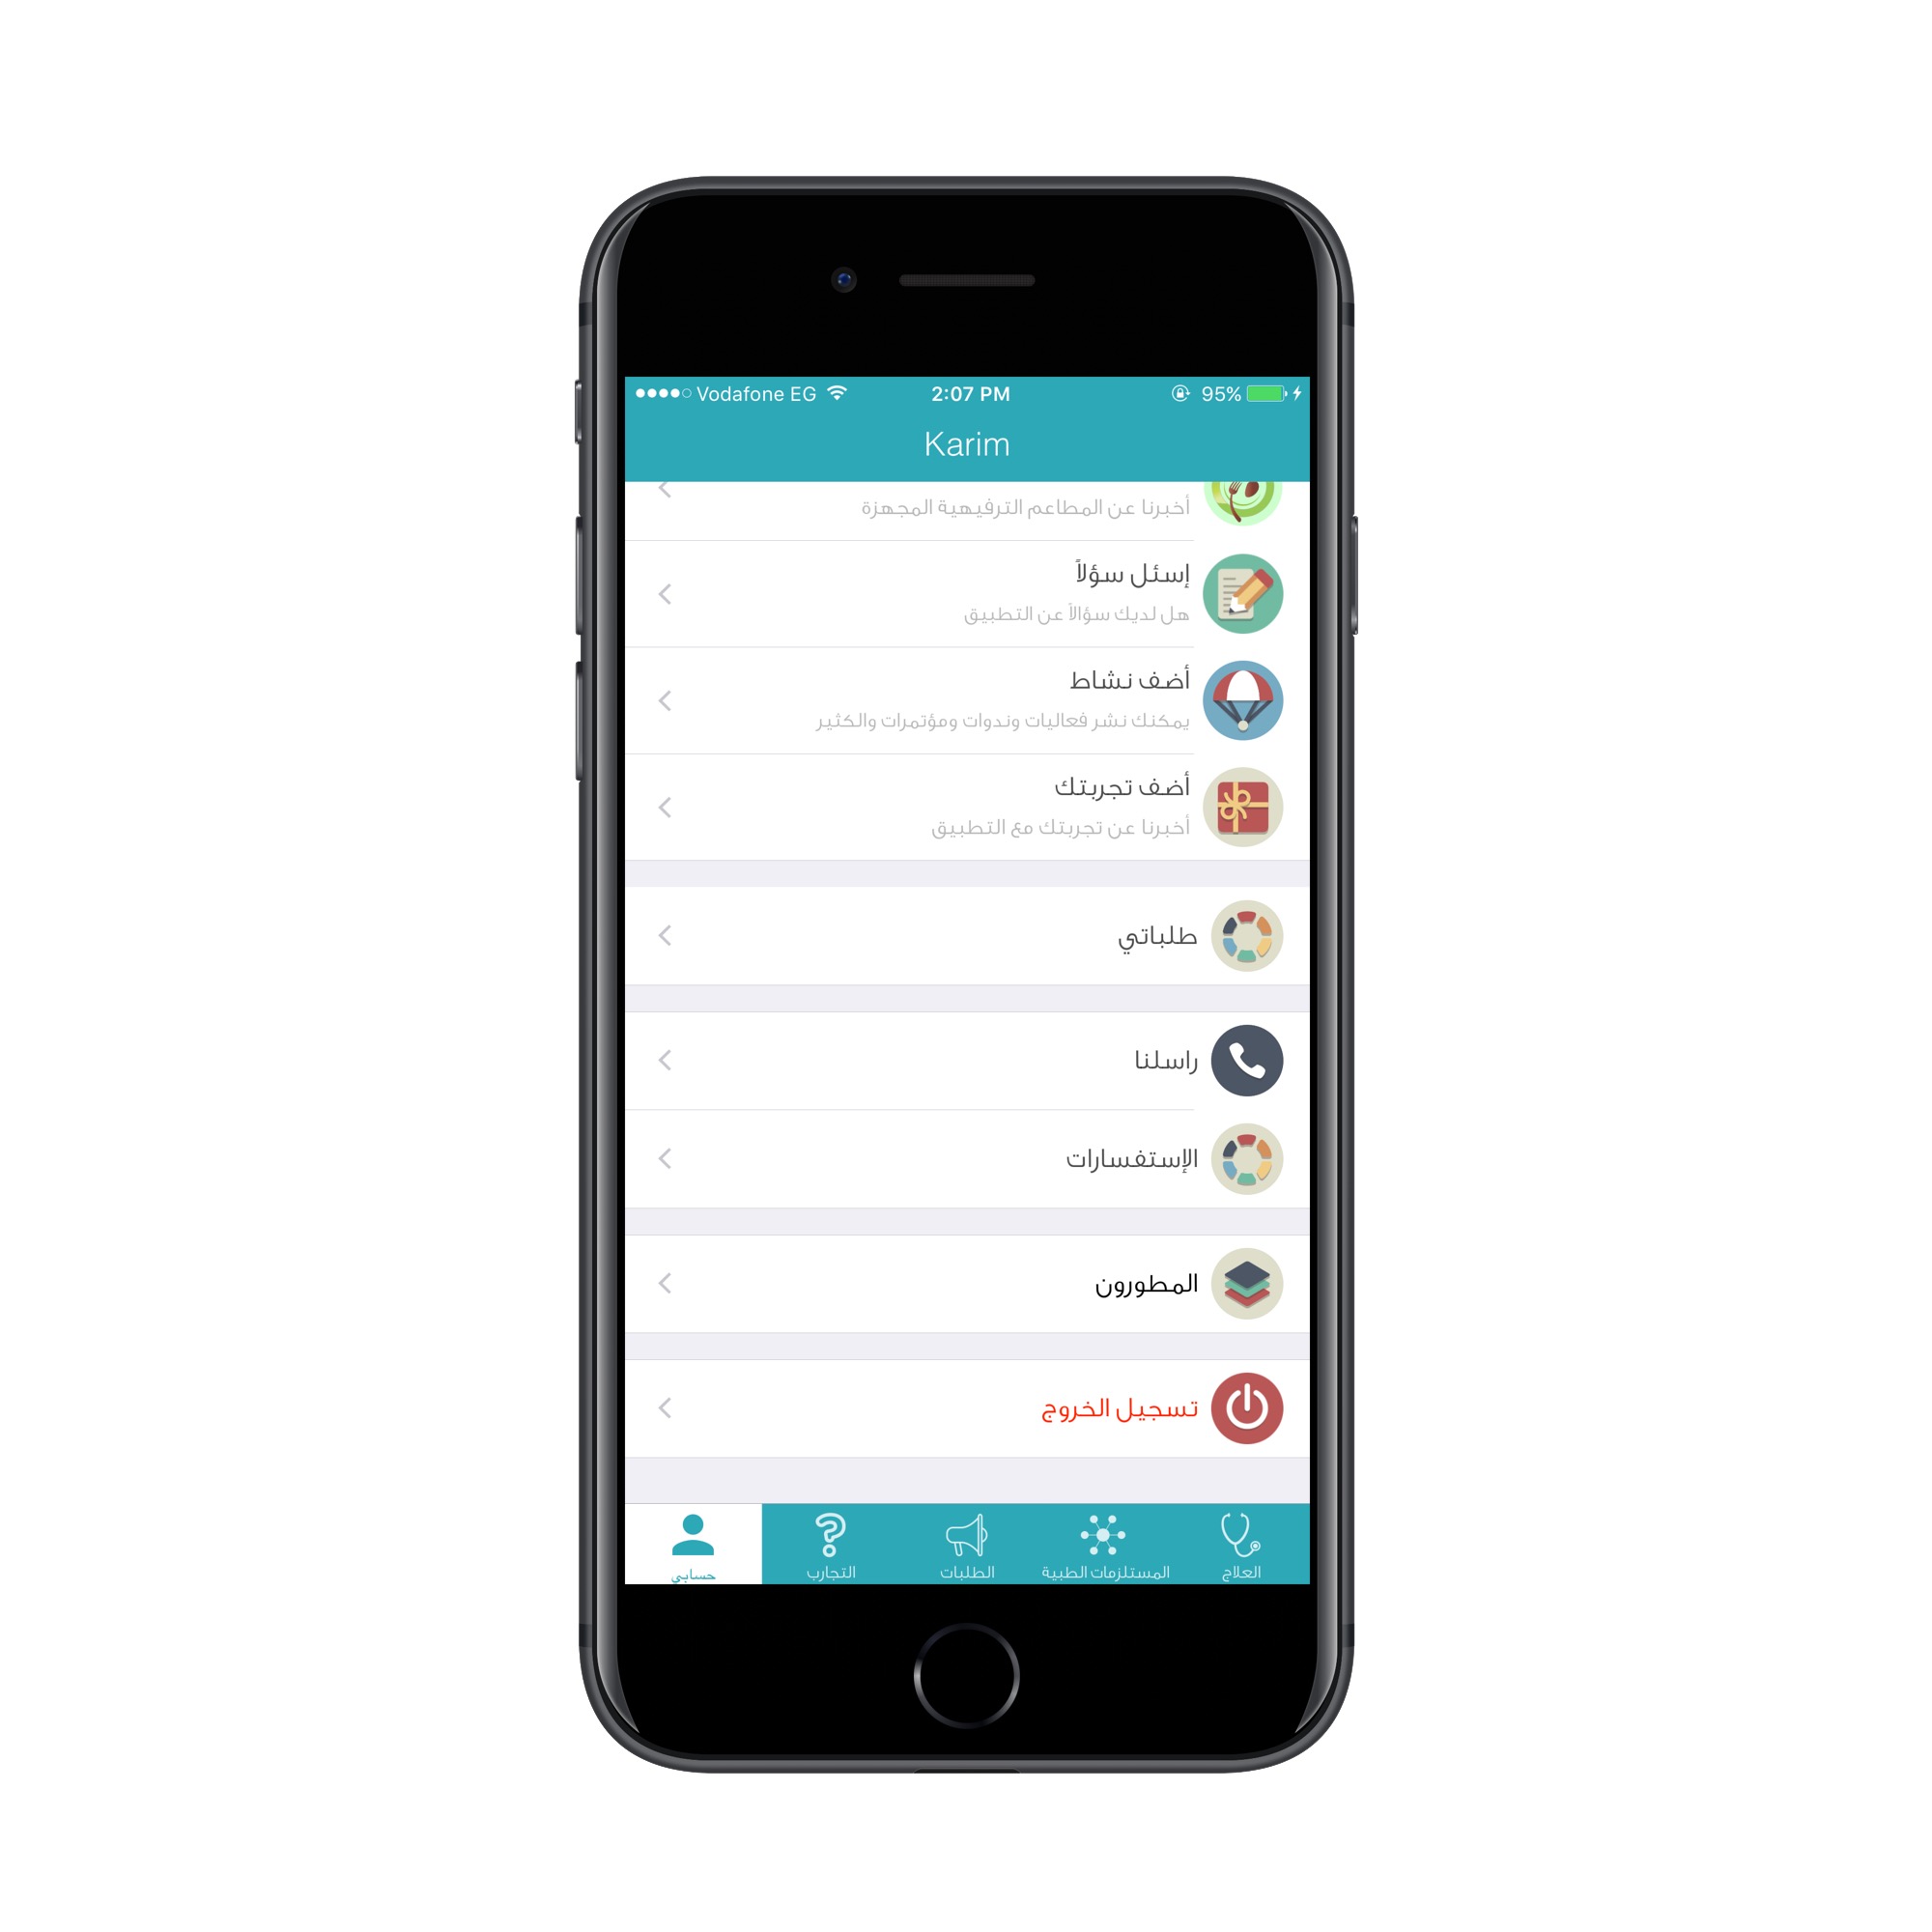 Vodafone EG
2:07 PM
95%
Karim
أخبرنا عن المطاعم الترفيهية المجهزة
إسئل سؤلاً
هل لديك سؤالاً عن التطبيق
أضف نشاط
يمكنك نشر فعاليات وندوات ومؤتمرات والكثير
أضف تجربتك
أخبرنا عن تجربتك مع التطبيق
طلباتي
راسلنا
الإستفسارات
المطورون
تسجيل الخروج
العلاج
المستلزمات الطبية
الطلبات
التجارب
حسابي